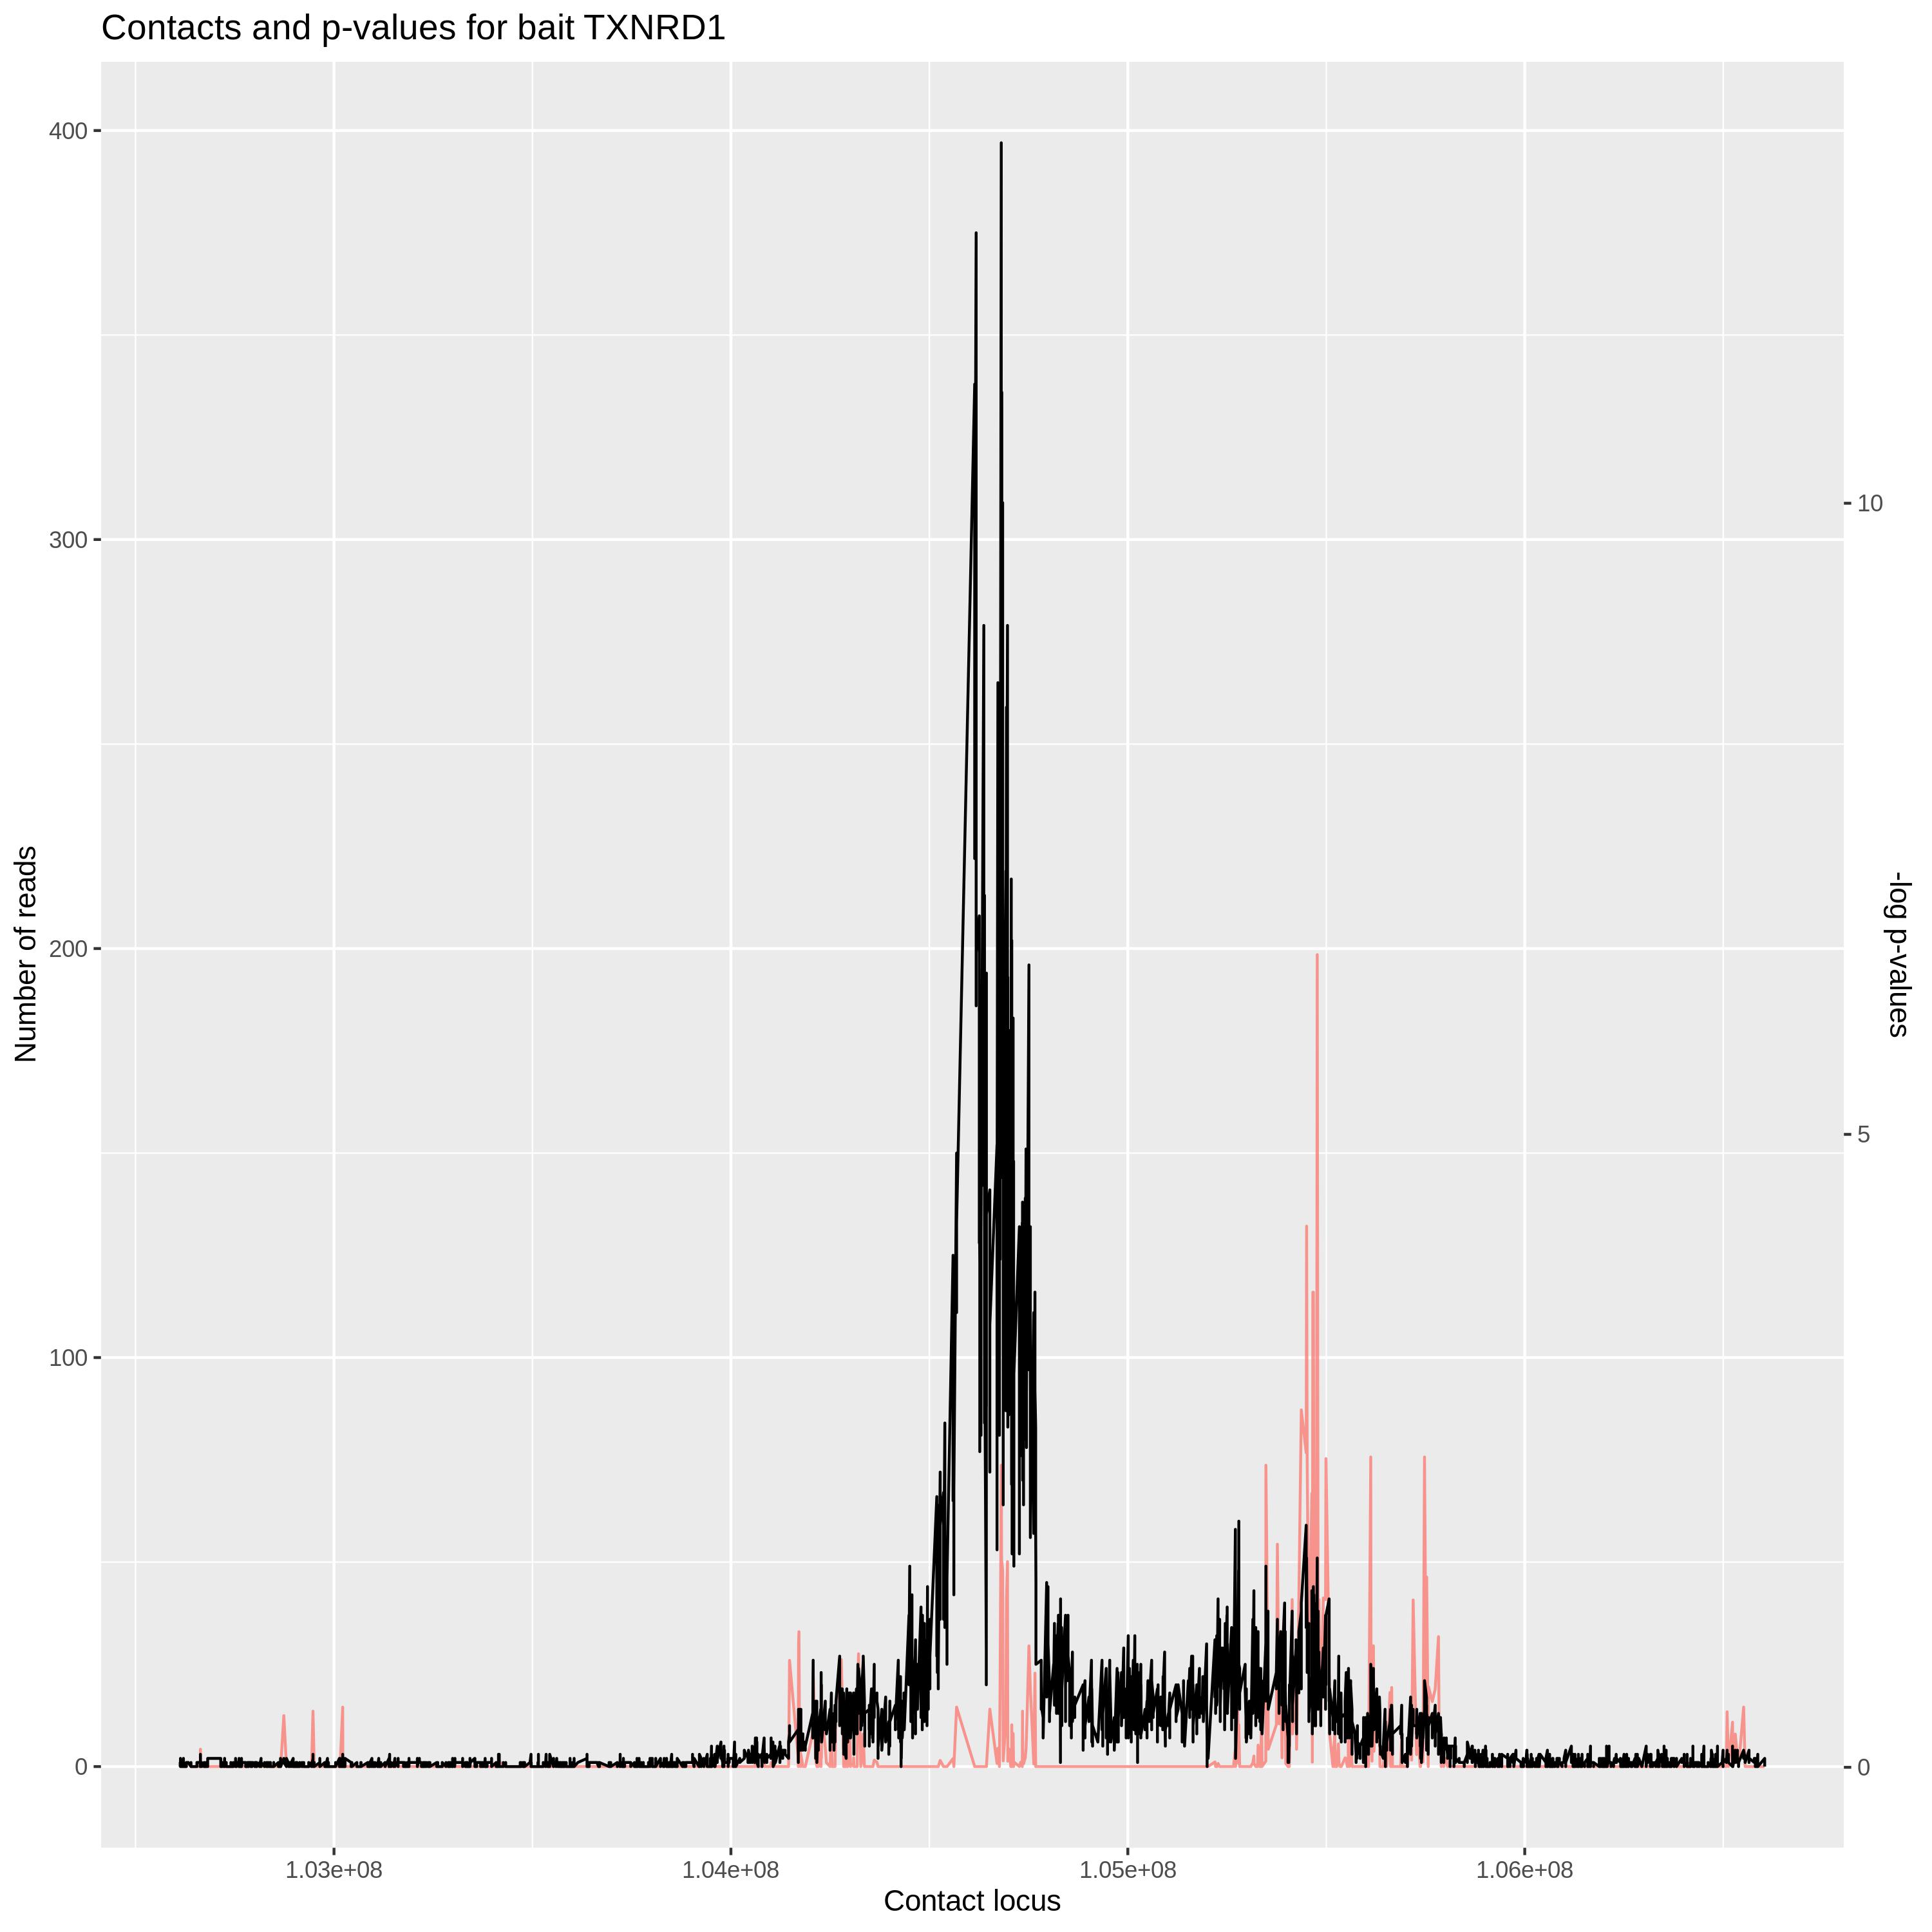 Contacts and p-values for bait TXNRD1
400
300
200
100
0
Number of reads
10
5
0
-log p-values
1.03e+08
1.04e+08
1.05e+08
1.06e+08
Contact locus